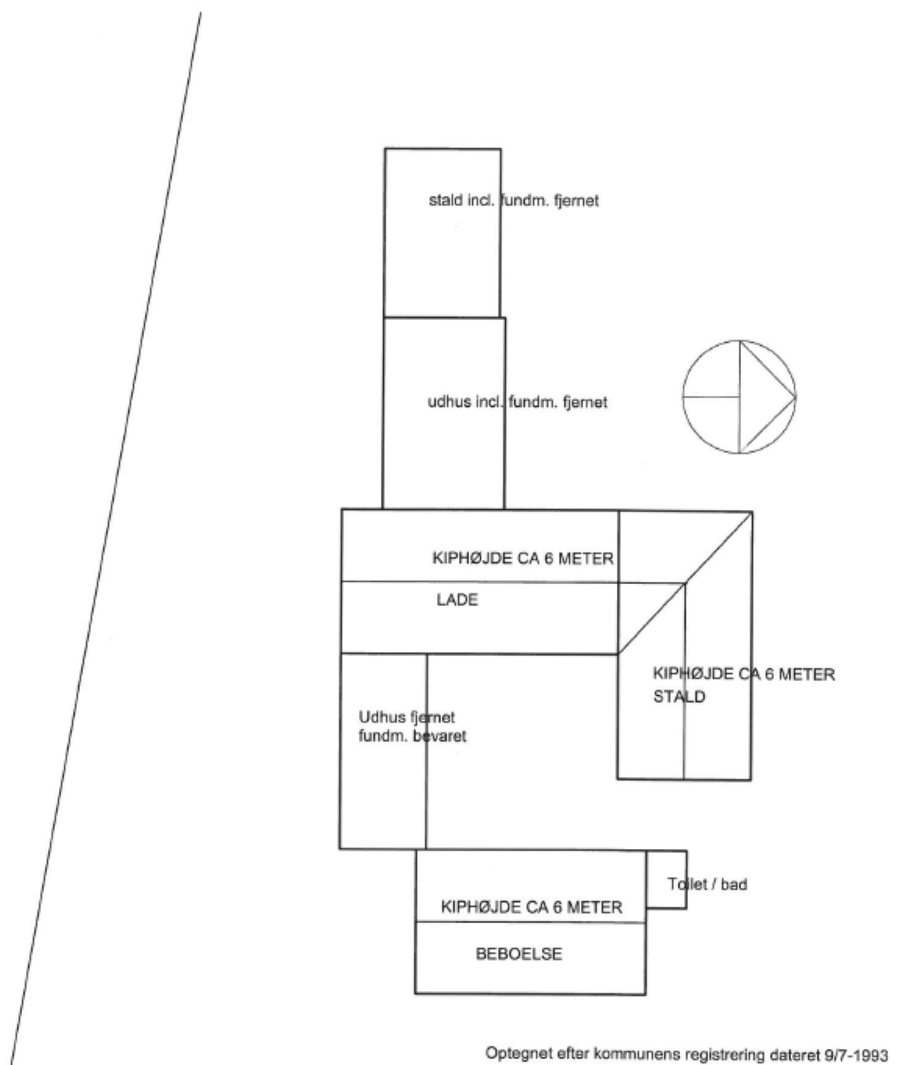 stald incl. fundm. fjernet
udhus incl. fundm. fjernet
KIPHØJDE CA 6 METER
LADE
KIPHØJDE CA 6 METER
STALD
Udhus fjernet
fundm. bevaret
Toilet / bad
KIPHØJDE CA 6 METER
BEBOELSE
Optegnet efter kommunens registrering dateret 9/7-1993